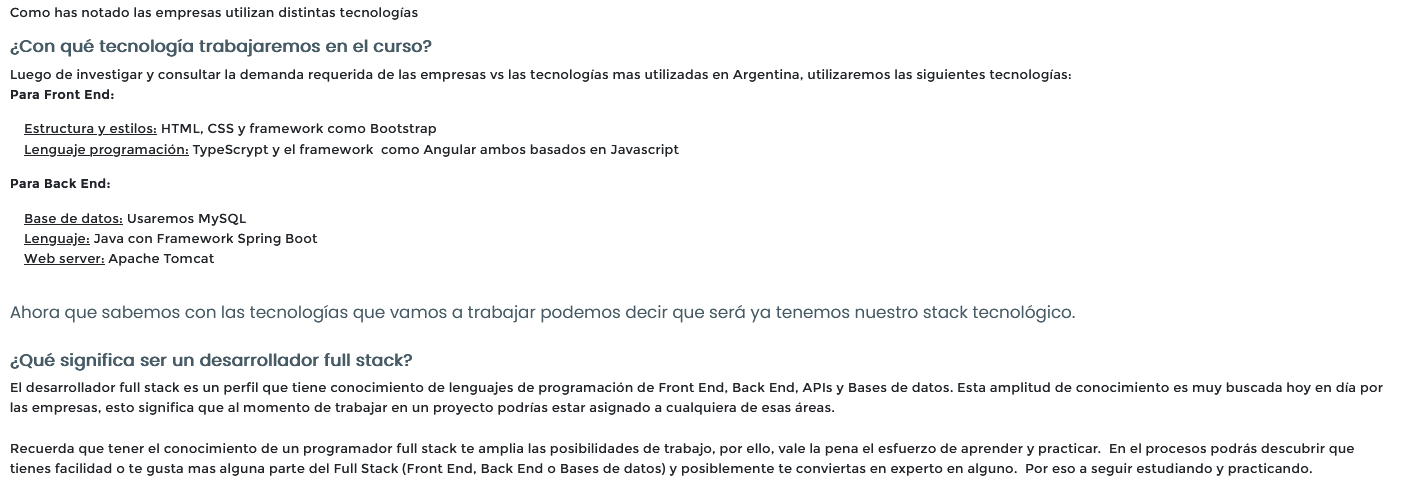 Como has notado las empresas utilizan distintas tecnologías
¿Con qué tecnología trabajaremos en el curso?
Luego de investigar y consultar la demanda requerida de las empresas vs las tecnologías mas utilizadas en Argentina, utilizaremos las siguientes tecnologías:
Para Front End:
Estructura y estilos: HTML, CSS y framework como Bootstrap
Lenguaje programación: TypeScrypt y el framework  como Angular ambos basados en Javascript
Para Back End:
Base de datos: Usaremos MySQL
Lenguaje: Java con Framework Spring Boot
Web server: Apache Tomcat
Ahora que sabemos con las tecnologías que vamos a trabajar podemos decir que será ya tenemos nuestro stack tecnológico.
¿Qué significa ser un desarrollador full stack?
El desarrollador full stack es un perfil que tiene conocimiento de lenguajes de programación de Front End, Back End, APIs y Bases de datos. Esta amplitud de conocimiento es muy buscada hoy en día por
las empresas, esto significa que al momento de trabajar en un proyecto podrías estar asignado a cualquiera de esas áreas.
Recuerda que tener el conocimiento de un programador full stack te amplia las posibilidades de trabajo, por ello, vale la pena el esfuerzo de aprender y practicar.  En el procesos podrás descubrir que
tienes facilidad o te gusta mas alguna parte del Full Stack (Front End, Back End o Bases de datos) y posiblemente te conviertas en experto en alguno.  Por eso a seguir estudiando y practicando.